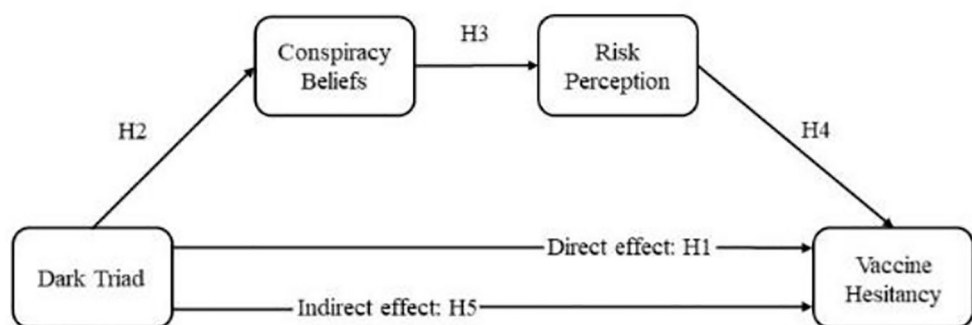 Conspiracy
Beliefs
H3
Risk
Perception
H2
H4
Dark Triad
Direct effect: H1
Indirect effect: H5
Vaccine
Hesitancy